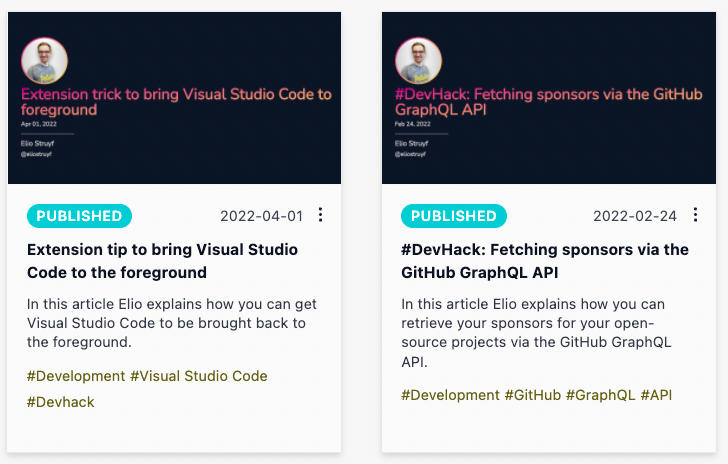 Extension trick to bring Visual Studio Code to
foreground
Apr 01, 2022
Elio Struyf
@eliostruyf
PUBLISHED
2022-04-01
Extension tip to bring Visual Studio
Code to the foreground
In this article Elio explains how you can get
Visual Studio Code to be brought back to
the foreground.
#Development #Visual Studio Code
#Devhack
#DevHack: Fetching sponsors via the GitHub
GraphQL API
Feb 24, 2022
Elio Struyf
@eliostruyf
PUBLISHED
2022-02-24
#DevHack: Fetching sponsors via the
GitHub GraphQL API
In this article Elio explains how you can
retrieve your sponsors for your open-
source projects via the GitHub GraphQL
API.
#Development #GitHub #GraphQL #API